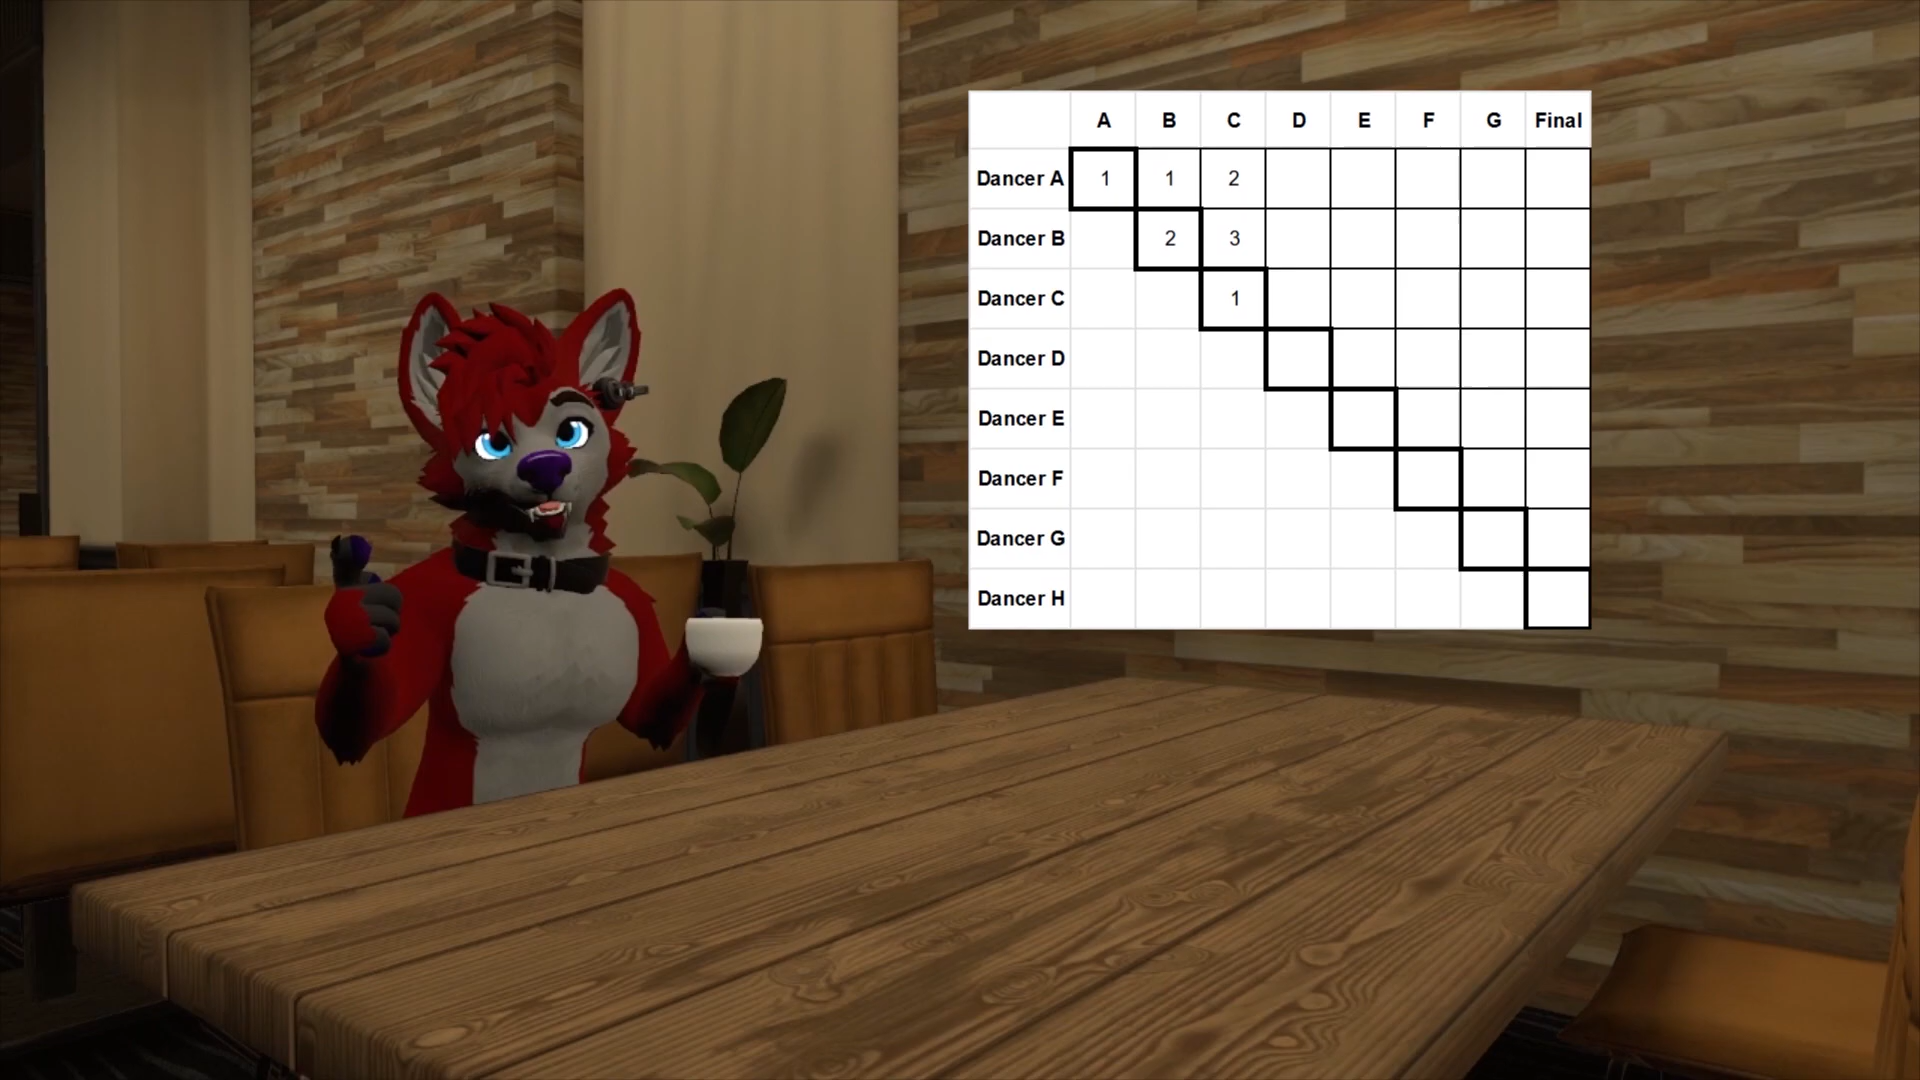 A B C D E F G Final
Dancer A 1 1 2
Dancer B 2 3
Dancer C 1
Dancer D
Dancer E
Dancer F
Dancer G
Dancer H